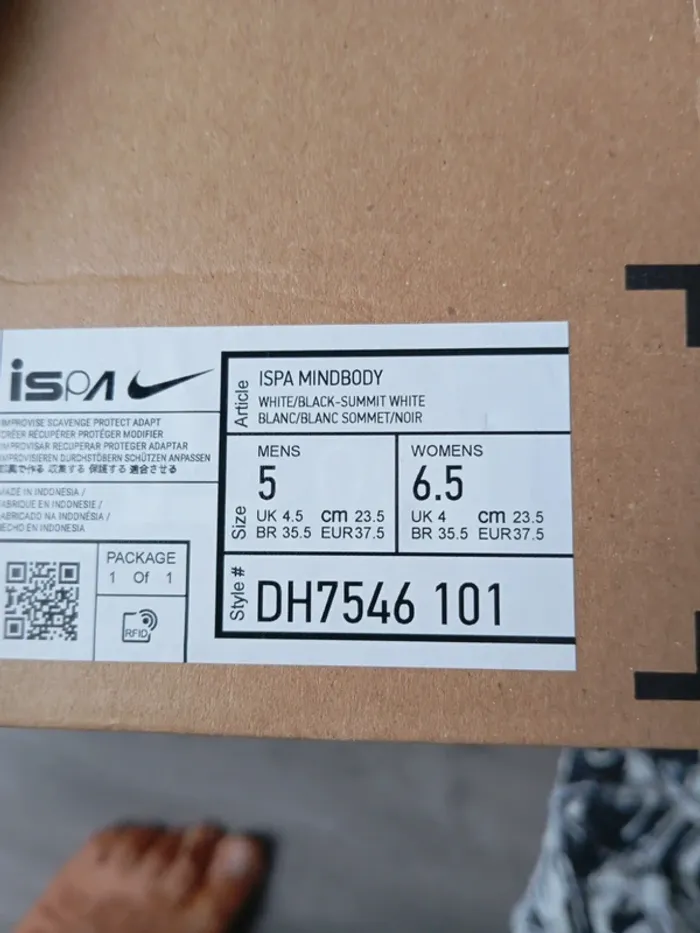 ISPA
IMPROVISE SCAVENGE PROTECT ADAPT
CRÉER RÉCUPÉRER PROTÉGER MODIFIER
IMPROVISAR RECUPERAR PROTEGER ADAPTAR
IMPROVISIEREN DURCHSTÖBERN SCHÜTZEN ANPASSEN
即興で作る 収集する 保護する 適合させる
MADE IN INDONESIA /
FABRIQUE EN INDONESIE /
FABRICADO NA INDONÉSIA /
HECHO EN INDONESIA
PACKAGE
1 Of 1
RFID
Article
ISPA MINDBODY
WHITE/BLACK-SUMMIT WHITE
BLANC/BLANC SOMMET/NOIR
Size
MENS
5
UK 4.5 cm 23.5
BR 35.5 EUR37.5
WOMENS
6.5
UK 4 cm 23.5
BR 35.5 EUR37.5
Style #
DH7546 101